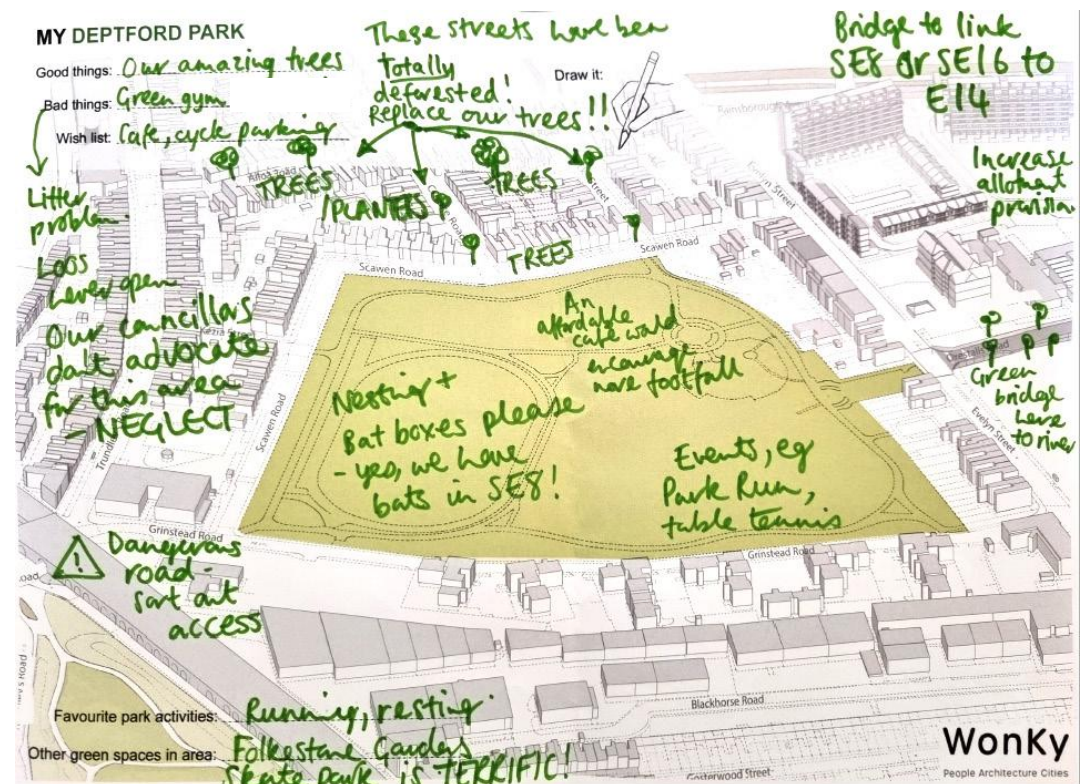 MY DEPTFORD PARK
Good things: Our amazing trees
Bad things: Green gym
Wish list: Cafe, cycle parking
These streets have been
totally
deforested!
Replace our trees!!
Draw it:
Bridge to link
SE8 or SE16 to
E14
Litter
problem
Loos
never open
Our councillors
don't advocate
for this area
- NEGLECT
TREES
/PLANTERS
TREES
TREES
Increase
allotment
provision
Scawen Road
Scawen Road
Scawen Road
An
affordable
cafe would
encourage
more footfall
Nesting +
Bat boxes please
- yes, we have
bats in SE8!
Events, eg
Park Run,
table tennis
Green
bridge
here
to river
Evelyn Street
Grinstead Road
Grinstead Road
! Dangerous
road -
sort out
access
Blackhorse Road
Favourite park activities: Running, resting
Other green spaces in area: Folkestone Gardens
Skate park is TERRIFIC!
WonKy
People Architecture Cities